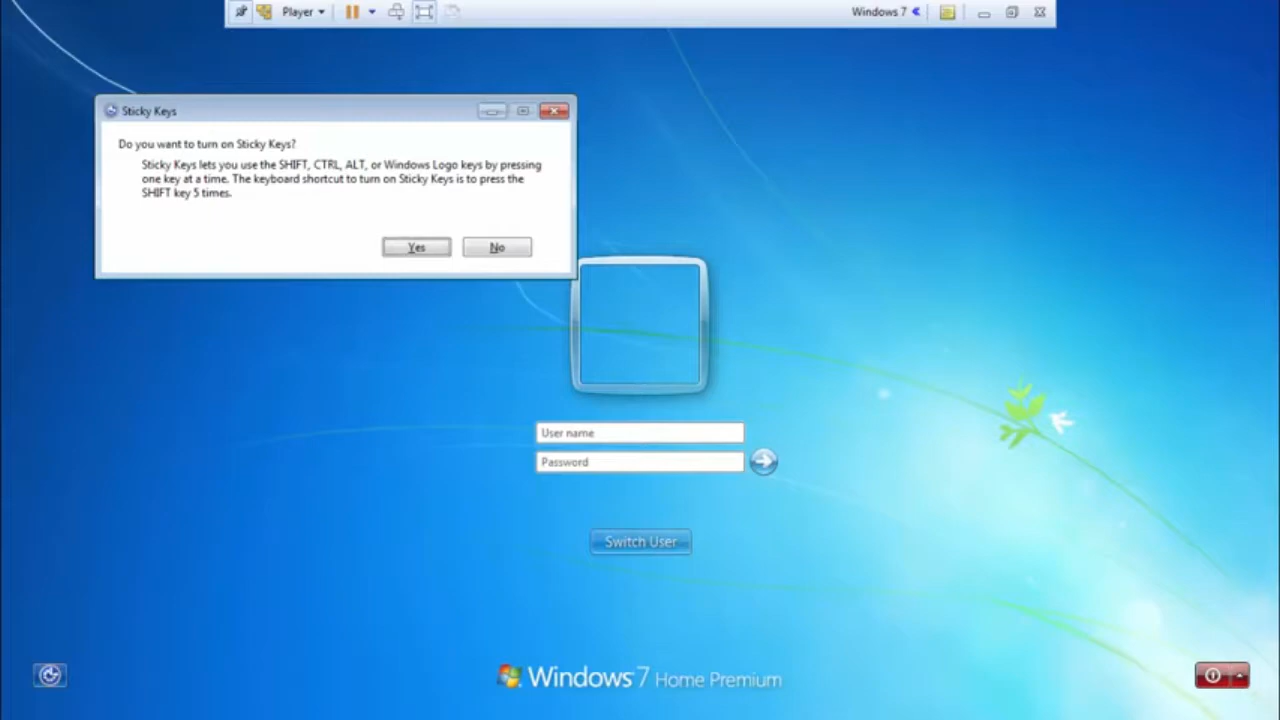 Player
Windows 7
Sticky Keys
Do you want to turn on Sticky Keys?
Sticky Keys lets you use the SHIFT, CTRL, ALT, or Windows Logo keys by pressing
one key at a time. The keyboard shortcut to turn on Sticky Keys is to press the
SHIFT key 5 times.
Yes
No
User name
Password
Switch User
Windows 7 Home Premium